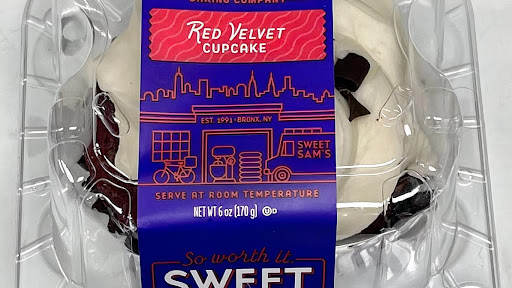 BAKING COMPANY
RED VELVET
CUPCAKE
EST. 1991 • BRONX, NY
SWEET
SAM'S
SERVE AT ROOM TEMPERATURE
NET WT 6 oz (170 g) U D
So worth it.
SWEET